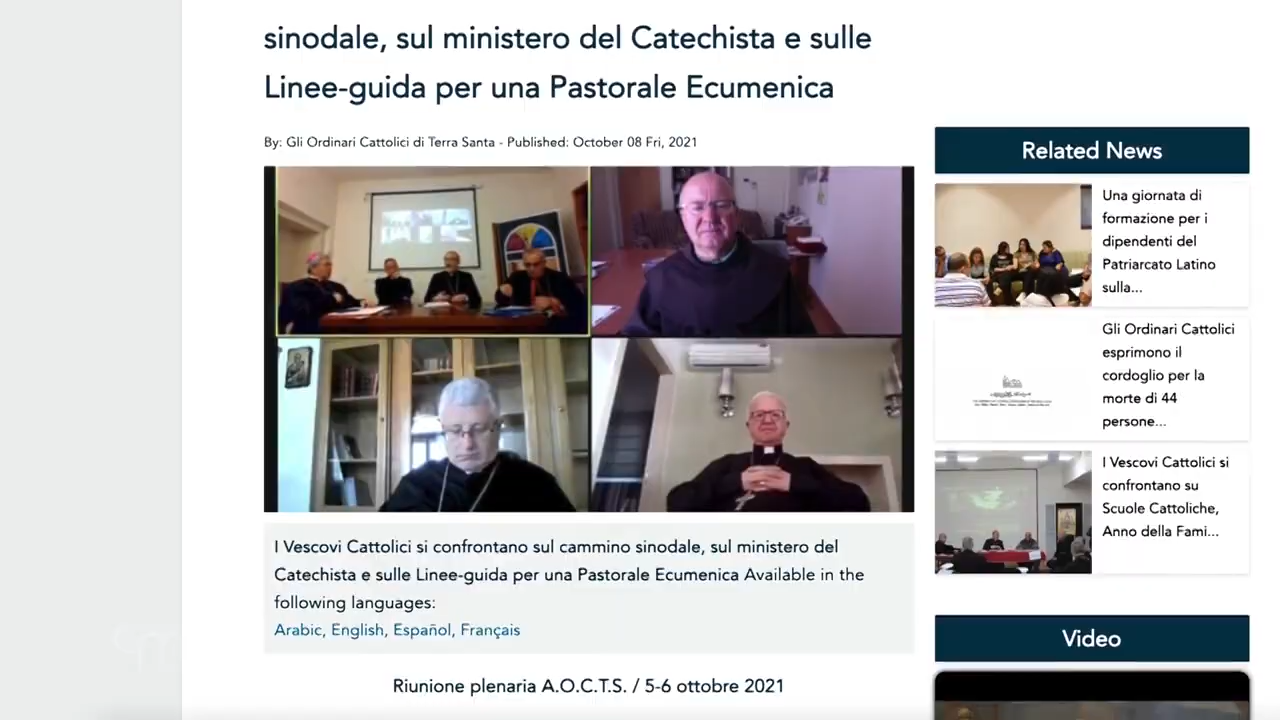 sinodale, sul ministero del Catechista e sulle
Linee-guida per una Pastorale Ecumenica
By: Gli Ordinari Cattolici di Terra Santa - Published: October 08 Fri, 2021
I Vescovi Cattolici si confrontano sul cammino sinodale, sul ministero del
Catechista e sulle Linee-guida per una Pastorale Ecumenica Available in the
following languages:
Arabic, English, Español, Français
Riunione plenaria A.O.C.T.S. / 5-6 ottobre 2021
Related News
Una giornata di
formazione per i
dipendenti del
Patriarcato Latino
sulla...
Gli Ordinari Cattolici
esprimono il
cordoglio per la
morte di 44
persone...
I Vescovi Cattolici si
confrontano su
Scuole Cattoliche,
Anno della Fami...
Video